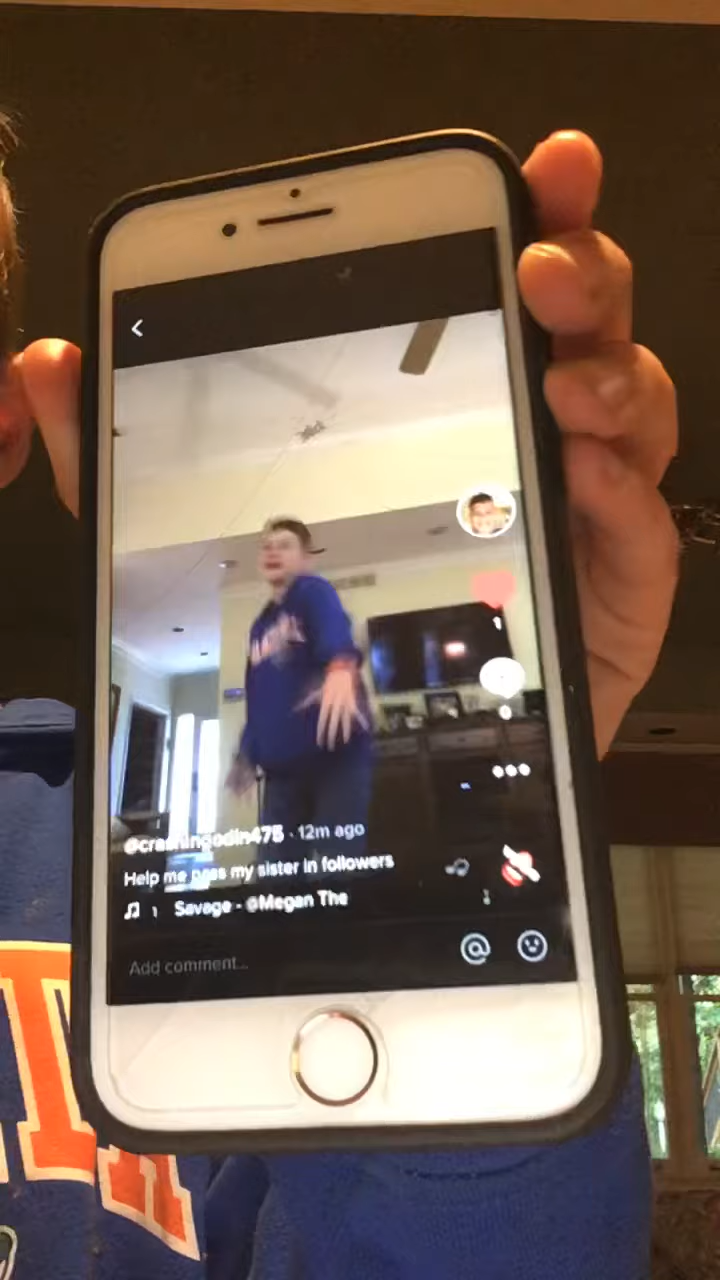 12m ago
Help me pass my sister in followers
Savage - @Megan The
Add comment...